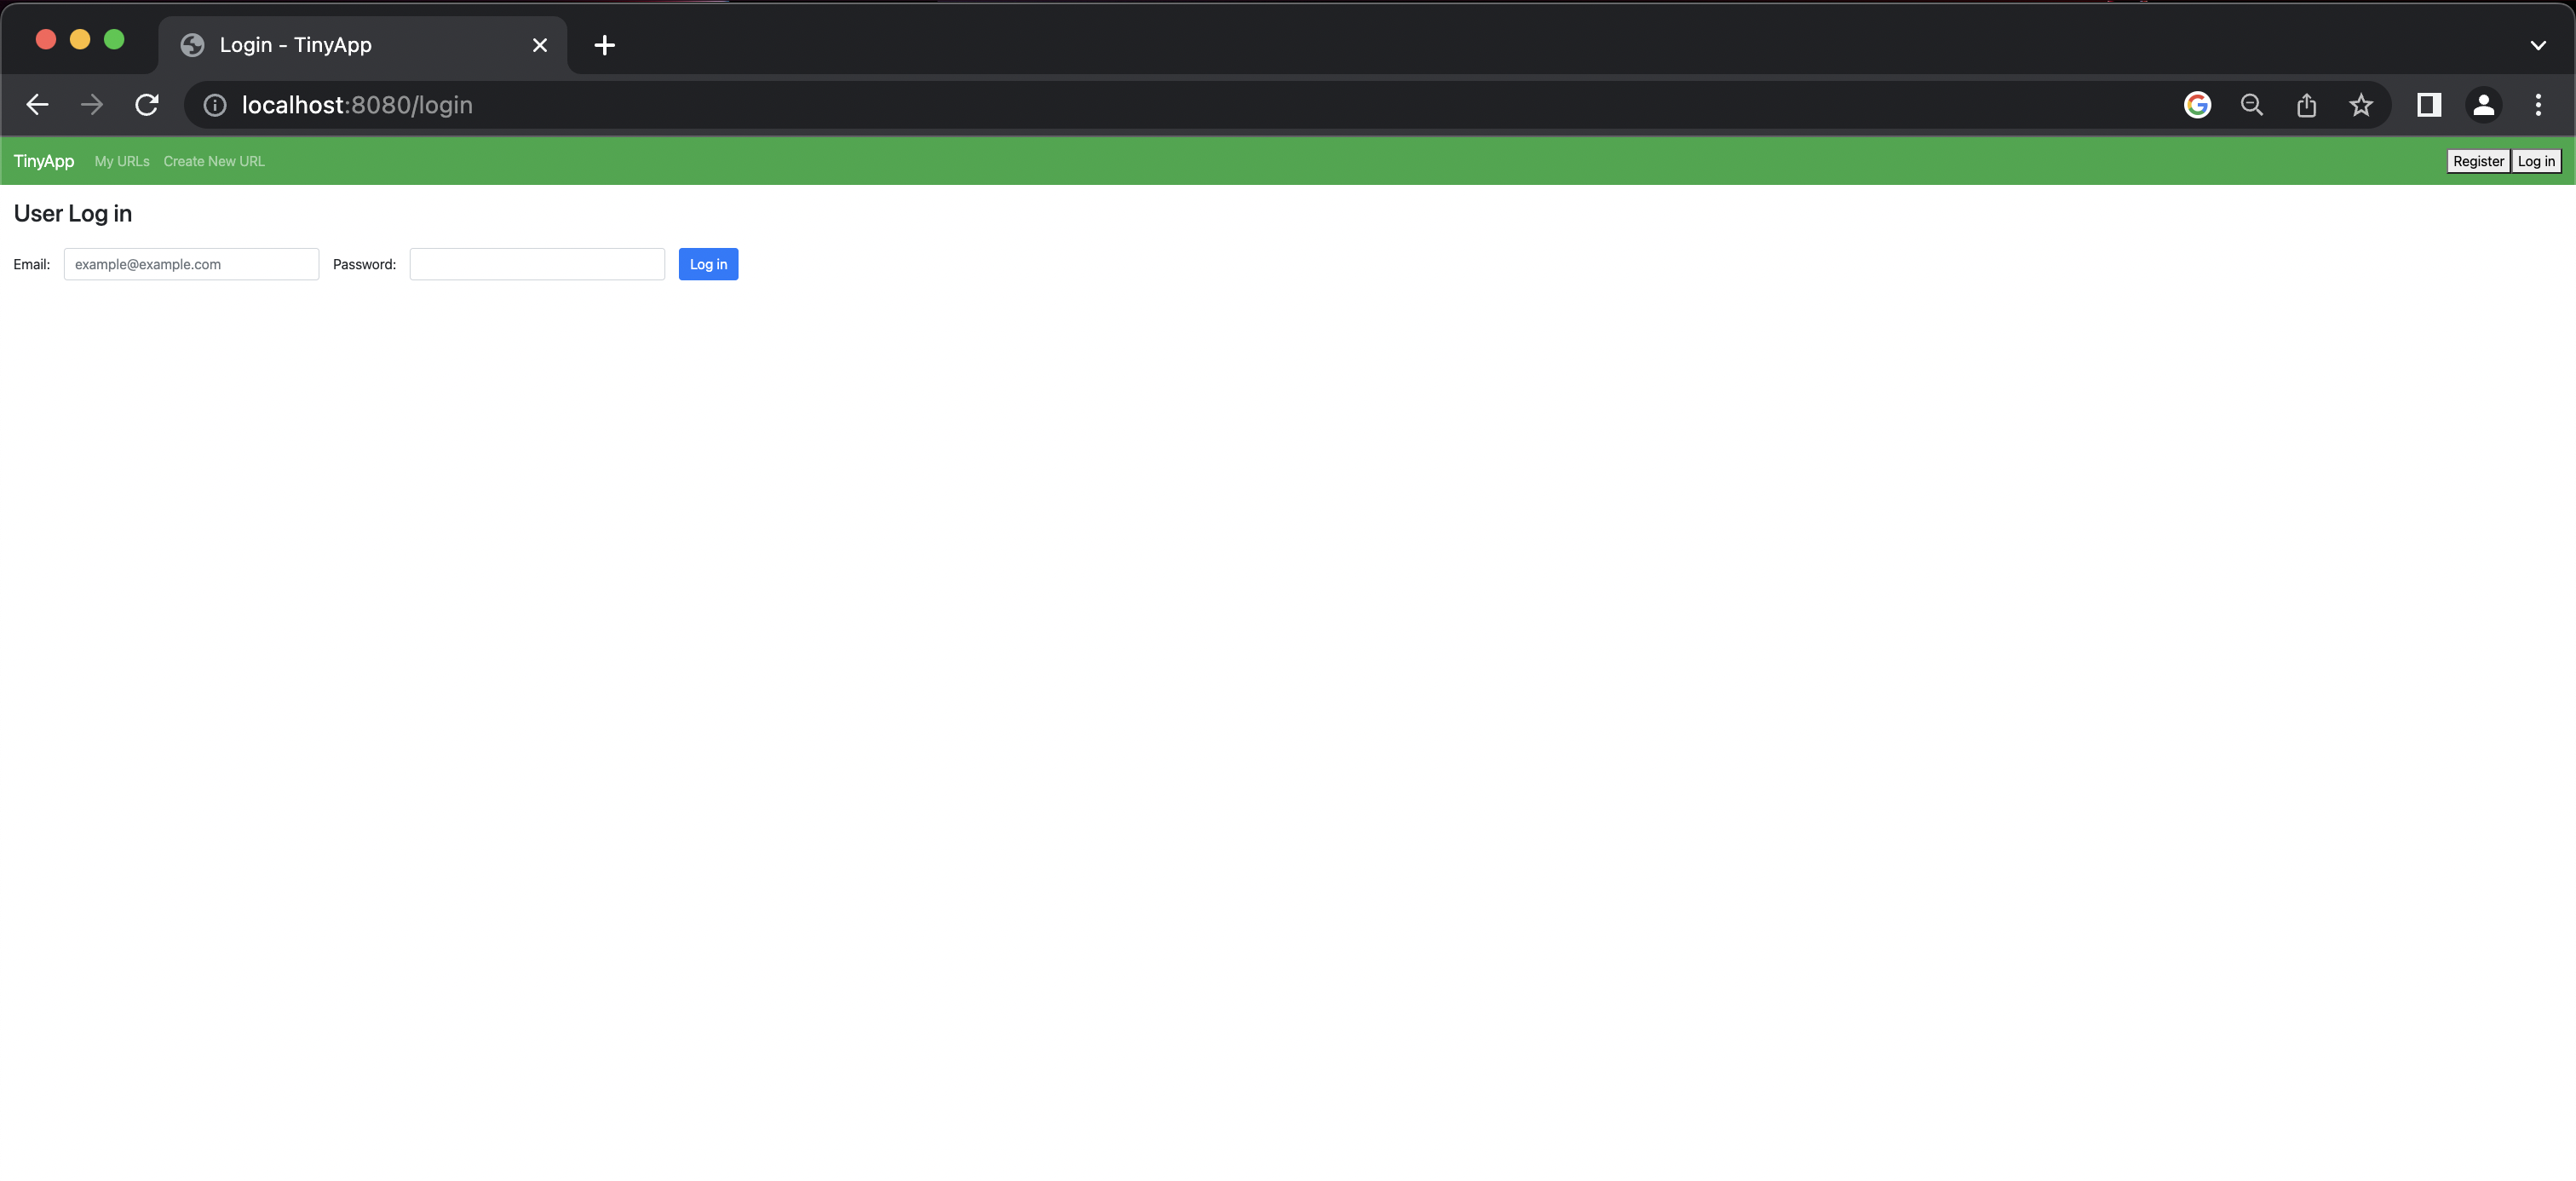 Login - TinyApp
localhost:8080/login
TinyApp My URLs Create New URL Register Log in
User Log in
Email: example@example.com Password: Log in